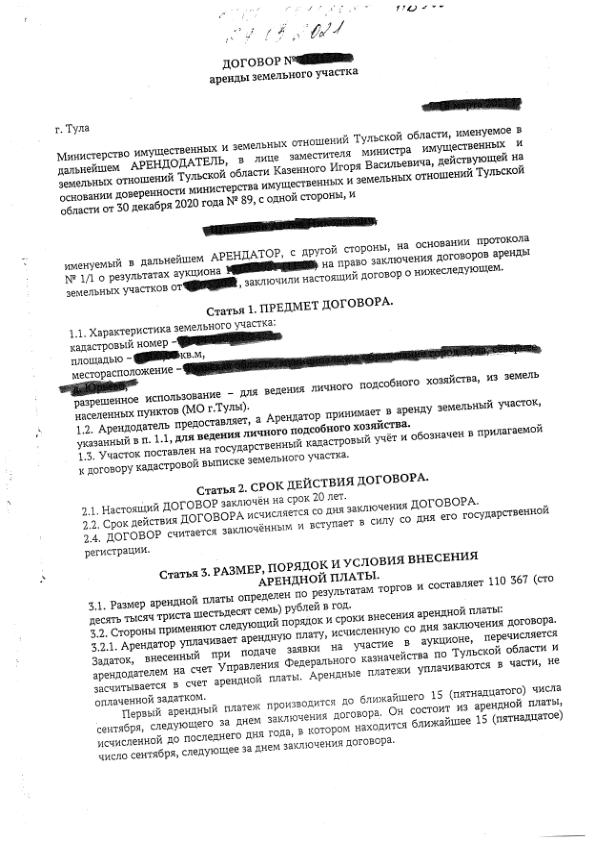 29 03 2021
ДОГОВОР №
аренды земельного участка
г. Тула
Министерство имущественных и земельных отношений Тульской области, именуемое в
дальнейшем АРЕНДОДАТЕЛЬ, в лице заместителя министра имущественных и
земельных отношений Тульской области Казенного Игоря Васильевича, действующей на
основании доверенности министерства имущественных и земельных отношений Тульской
области от 30 декабря 2020 года № 89, с одной стороны, и
именуемый в дальнейшем АРЕНДАТОР, с другой стороны, на основании протокола
№ 1/1 о результатах аукциона на право заключения договоров аренды
земельных участков от , заключили настоящий договор о нижеследующем.
Статья 1. ПРЕДМЕТ ДОГОВОРА.
1.1. Характеристика земельного участка:
кадастровый номер –
площадью – кв.м,
месторасположение –
разрешенное использование, – для ведения личного подсобного хозяйства, из земель
населенных пунктов (МО г.Тулы).
1.2. Арендодатель предоставляет, а Арендатор принимает в аренду земельный участок,
указанный в п. 1.1, для ведения личного подсобного хозяйства.
1.3. Участок поставлен на государственный кадастровый учёт и обозначен в прилагаемой
к договору кадастровой выписке земельного участка.
Статья 2. СРОК ДЕЙСТВИЯ ДОГОВОРА.
2.1. Настоящий ДОГОВОР заключён на срок 20 лет.
2.2. Срок действия ДОГОВОРА исчисляется со дня заключения ДОГОВОРА.
2.4. ДОГОВОР считается заключённым и вступает в силу со дня его государственной
регистрации.
Статья 3. РАЗМЕР, ПОРЯДОК И УСЛОВИЯ ВНЕСЕНИЯ
АРЕНДНОЙ ПЛАТЫ.
3.1. Размер арендной платы определен по результатам торгов и составляет 110 367 (сто
десять тысяч триста шестьдесят семь) рублей в год.
3.2. Стороны применяют следующий порядок и сроки внесения арендной платы:
3.2.1. Арендатор уплачивает арендную плату, исчисленную со дня заключения договора.
Задаток, внесенный при подаче заявки на участие в аукционе, перечисляется
арендодателем на счет Управления Федерального казначейства по Тульской области и
засчитывается в счет арендной платы. Арендные платежи уплачиваются в части, не
оплаченной задатком.
Первый арендный платеж производится до ближайшего 15 (пятнадцатого) числа
сентября, следующего за днем заключения договора. Он состоит из арендной платы,
исчисленной до последнего дня года, в котором находится ближайшее 15 (пятнадцатое)
число сентября, следующее за днем заключения договора.